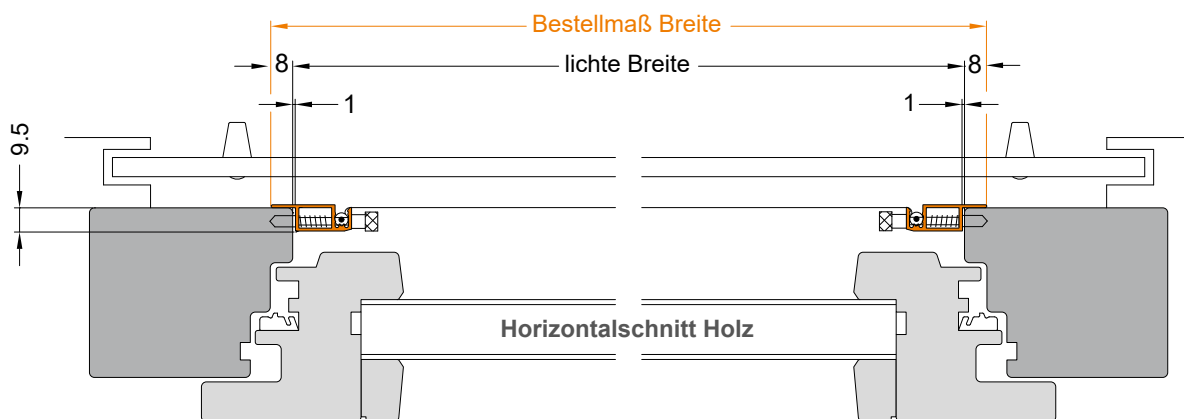 Bestellmaß Breite
8 lichte Breite 8
1 1
9.5
Horizontalschnitt Holz